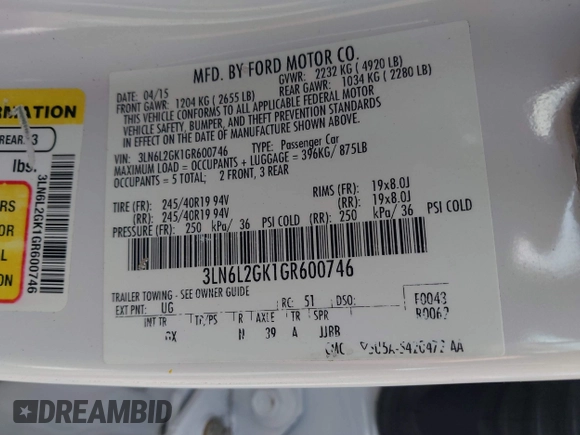 MFD. BY FORD MOTOR CO.
DATE: 04/15
GVWR: 2232 KG ( 4920 LB)
FRONT GAWR: 1204 KG ( 2655 LB)
REAR GAWR: 1034 KG ( 2280 LB)
THIS VEHICLE CONFORMS TO ALL APPLICABLE FEDERAL MOTOR
VEHICLE SAFETY, BUMPER, AND THEFT PREVENTION STANDARDS
IN EFFECT ON THE DATE OF MANUFACTURE SHOWN ABOVE.
VIN: 3LN6L2GK1GR600746 TYPE: Passenger Car
MAXIMUM LOAD = OCCUPANTS + LUGGAGE = 396KG/ 875LB
OCCUPANTS = 5 TOTAL; 2 FRONT, 3 REAR
TIRE (FR): 245/40R19 94V RIMS (FR): 19x8.0J
(RR): 245/40R19 94V (RR): 19x8.0J
PRESSURE (FR): 250 kPa/ 36 PSI COLD (RR): 250 kPa/ 36 PSI COLD
3LN6L2GK1GR600746
TRAILER TOWING - SEE OWNER GUIDE
EXT PNT: UG RC: 51 DSO: F0043
INT TR TP/PS R AXLE TR SPR R0062
N 39 A JJRB
REAR 3
lbs.
3LN6L2GK1GR600746
DREAMBID